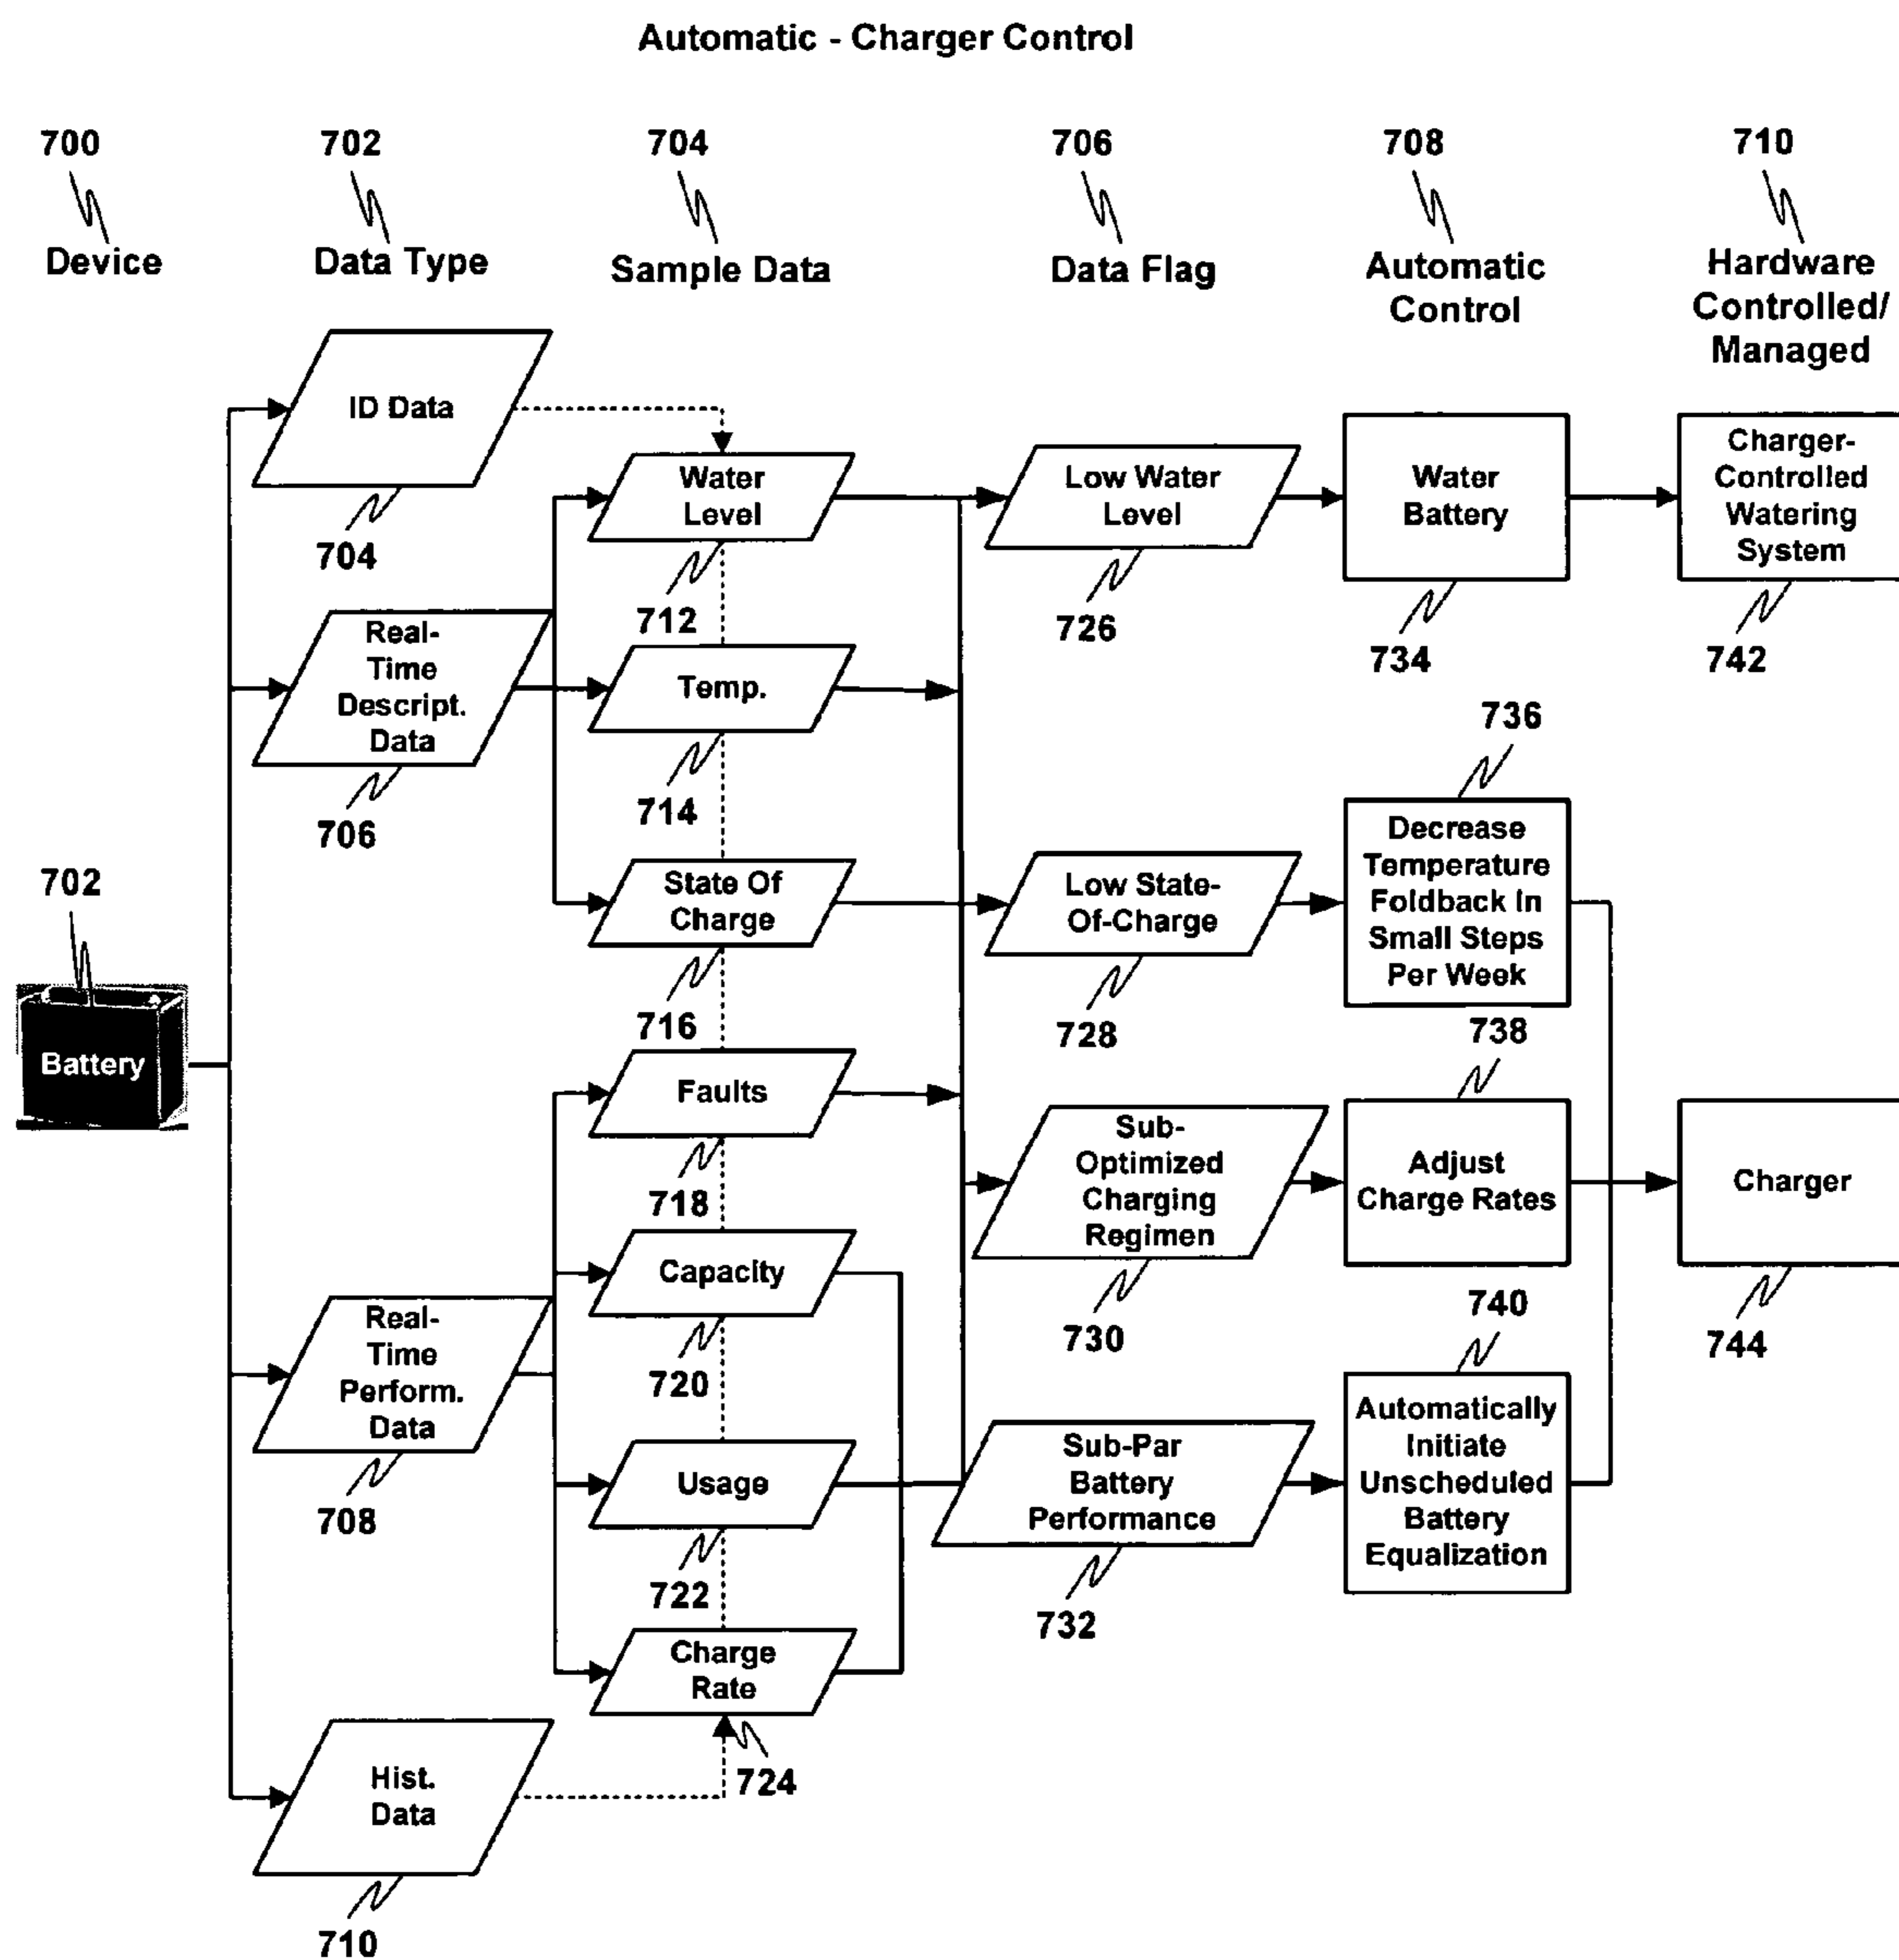 Automatic - Charger Control
700
702
704
706
708
710
Device
Data Type
Sample Data
Data Flag
Automatic
Control
Hardware
Controlled/
Managed
ID Data
704
Real-
Time
Descript.
Data
706
702
Battery
Real-
Time
Perform.
Data
708
Hist.
Data
710
Water
Level
712
Temp.
714
State Of
Charge
716
Faults
718
Capacity
720
Usage
722
Charge
Rate
724
Low Water
Level
726
Low State-
Of-Charge
728
Sub-
Optimized
Charging
Regimen
730
Sub-Par
Battery
Performance
732
Water
Battery
734
736
Decrease
Temperature
Foldback In
Small Steps
Per Week
738
Adjust
Charge Rates
740
Automatically
Initiate
Unscheduled
Battery
Equalization
Charger-
Controlled
Watering
System
742
Charger
744